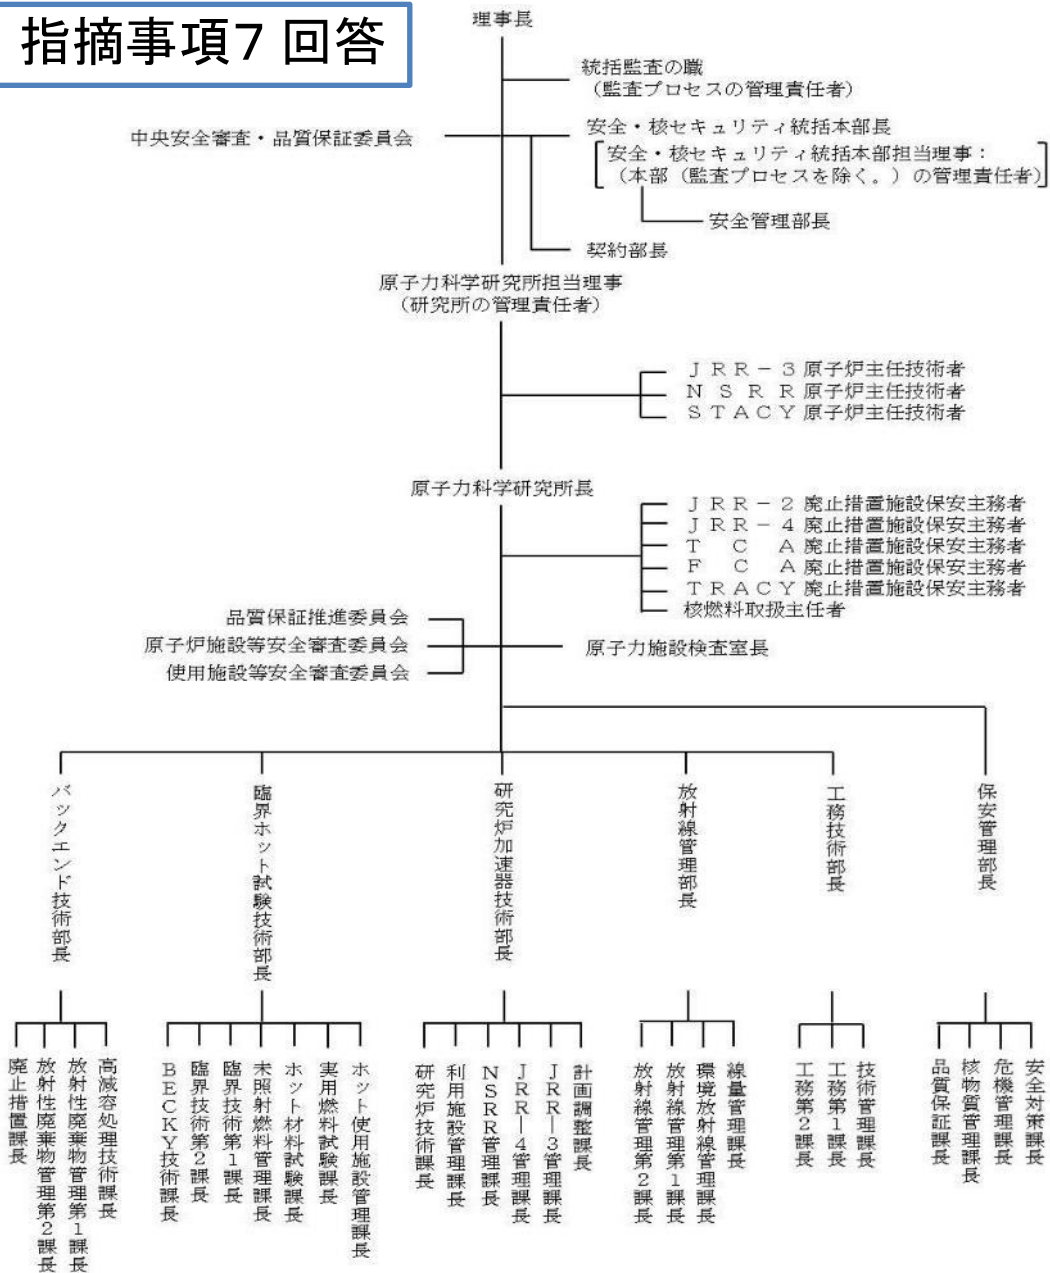 指摘事項7 回答
理事長
統括監査の職
（監査プロセスの管理責任者）
中央安全審査・品質保証委員会
安全・核セキュリティ統括本部長
安全・核セキュリティ統括本部担当理事：
（本部（監査プロセスを除く。）の管理責任者）
安全管理部長
契約部長
原子力科学研究所担当理事
（研究所の管理責任者）
ＪＲＲ－３原子炉主任技術者
ＮＳＲＲ原子炉主任技術者
ＳＴＡＣＹ原子炉主任技術者
原子力科学研究所長
ＪＲＲ－２廃止措置施設保安主務者
ＪＲＲ－４廃止措置施設保安主務者
ＴＣＡ廃止措置施設保安主務者
ＦＣＡ廃止措置施設保安主務者
ＴＲＡＣＹ廃止措置施設保安主務者
核燃料取扱主任者
品質保証推進委員会
原子炉施設等安全審査委員会
使用施設等安全審査委員会
原子力施設検査室長
バックエンド技術部長
臨界ホット試験技術部長
研究炉加速器技術部長
放射線管理部長
工務技術部長
保安管理部長
廃止措置課長
放射性廃棄物管理第２課長
放射性廃棄物管理第１課長
高減容処理技術課長
ＢＥＣＫＹ技術課長
臨界技術第２課長
臨界技術第１課長
未照射燃料管理課長
ホット材料試験課長
実用燃料試験課長
ホット使用施設管理課長
研究炉技術課長
利用施設管理課長
ＮＳＲＲ管理課長
ＪＲＲ－４管理課長
ＪＲＲ－３管理課長
計画調整課長
放射線管理第２課長
放射線管理第１課長
環境放射線管理課長
線量管理課長
工務第２課長
工務第１課長
技術管理課長
品質保証課長
核物質管理課長
危機管理課長
安全対策課長